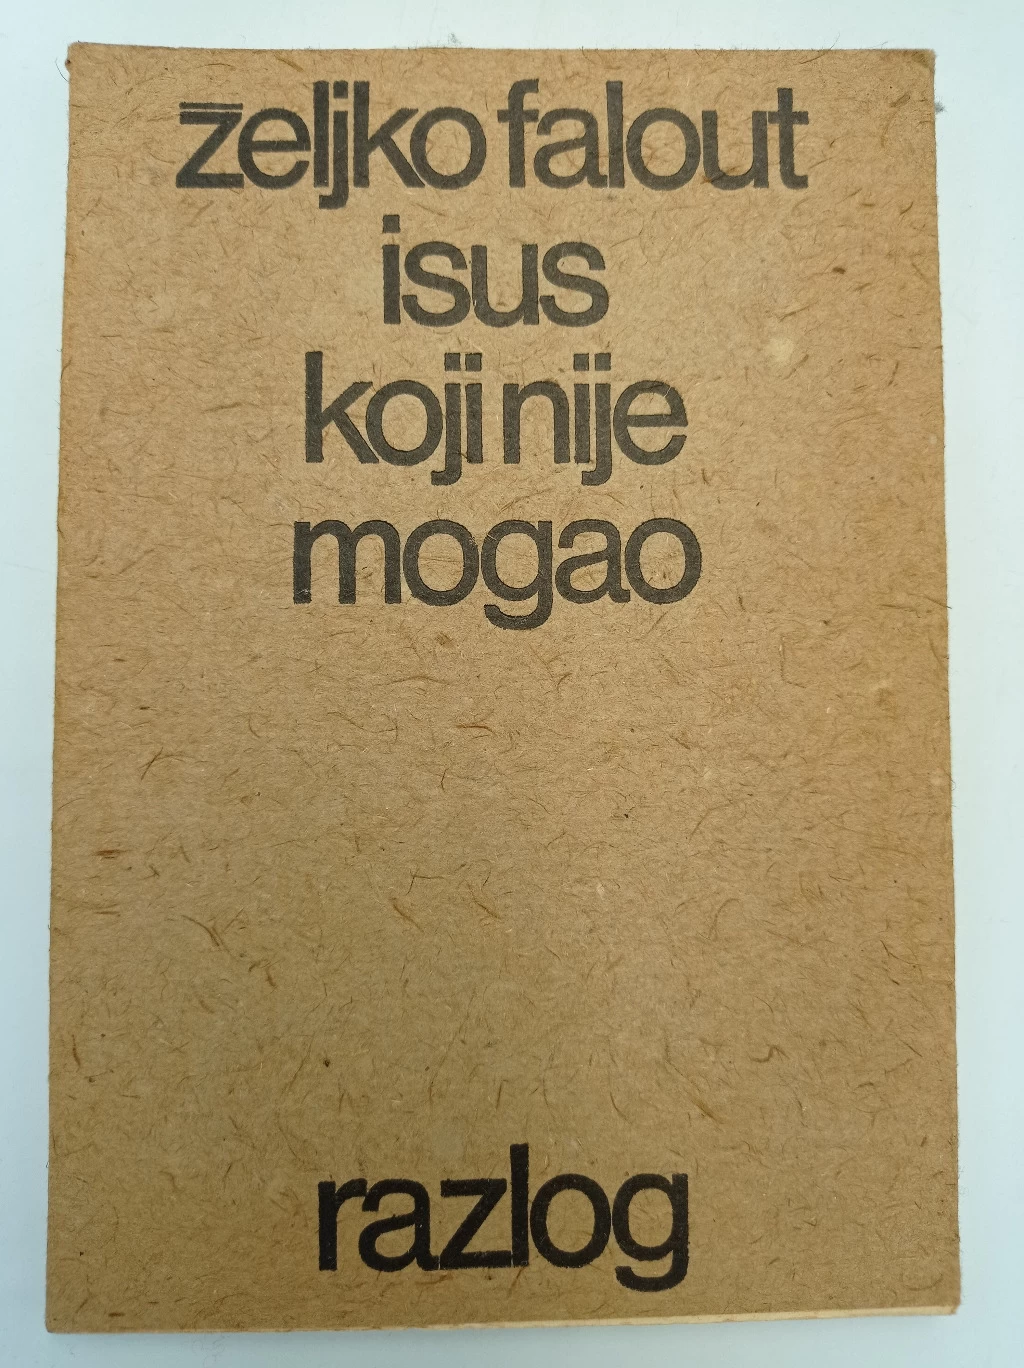 željko falout
isus
koji nije
mogao
razlog